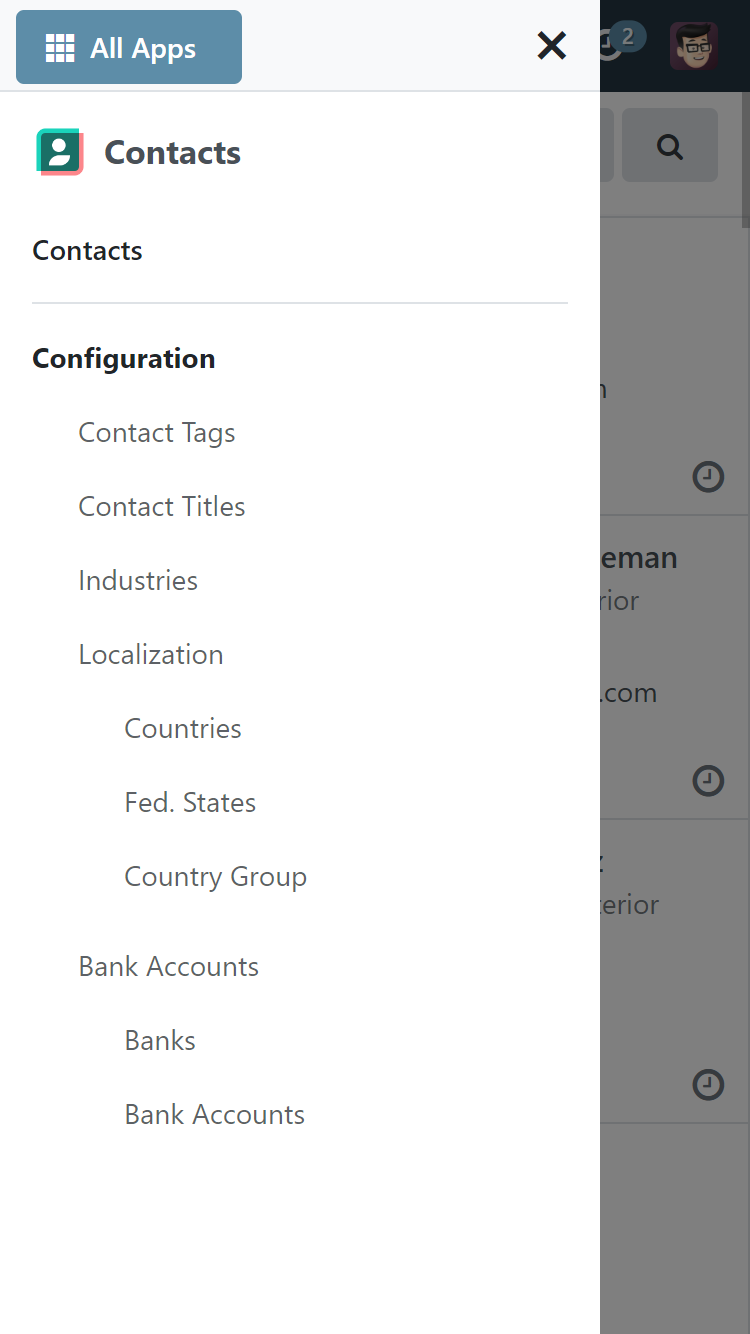 All Apps
2
Contacts
Contacts
Configuration
Contact Tags
Contact Titles
Industries
Localization
Countries
Fed. States
Country Group
Bank Accounts
Banks
Bank Accounts
eman
rior
.com
terior